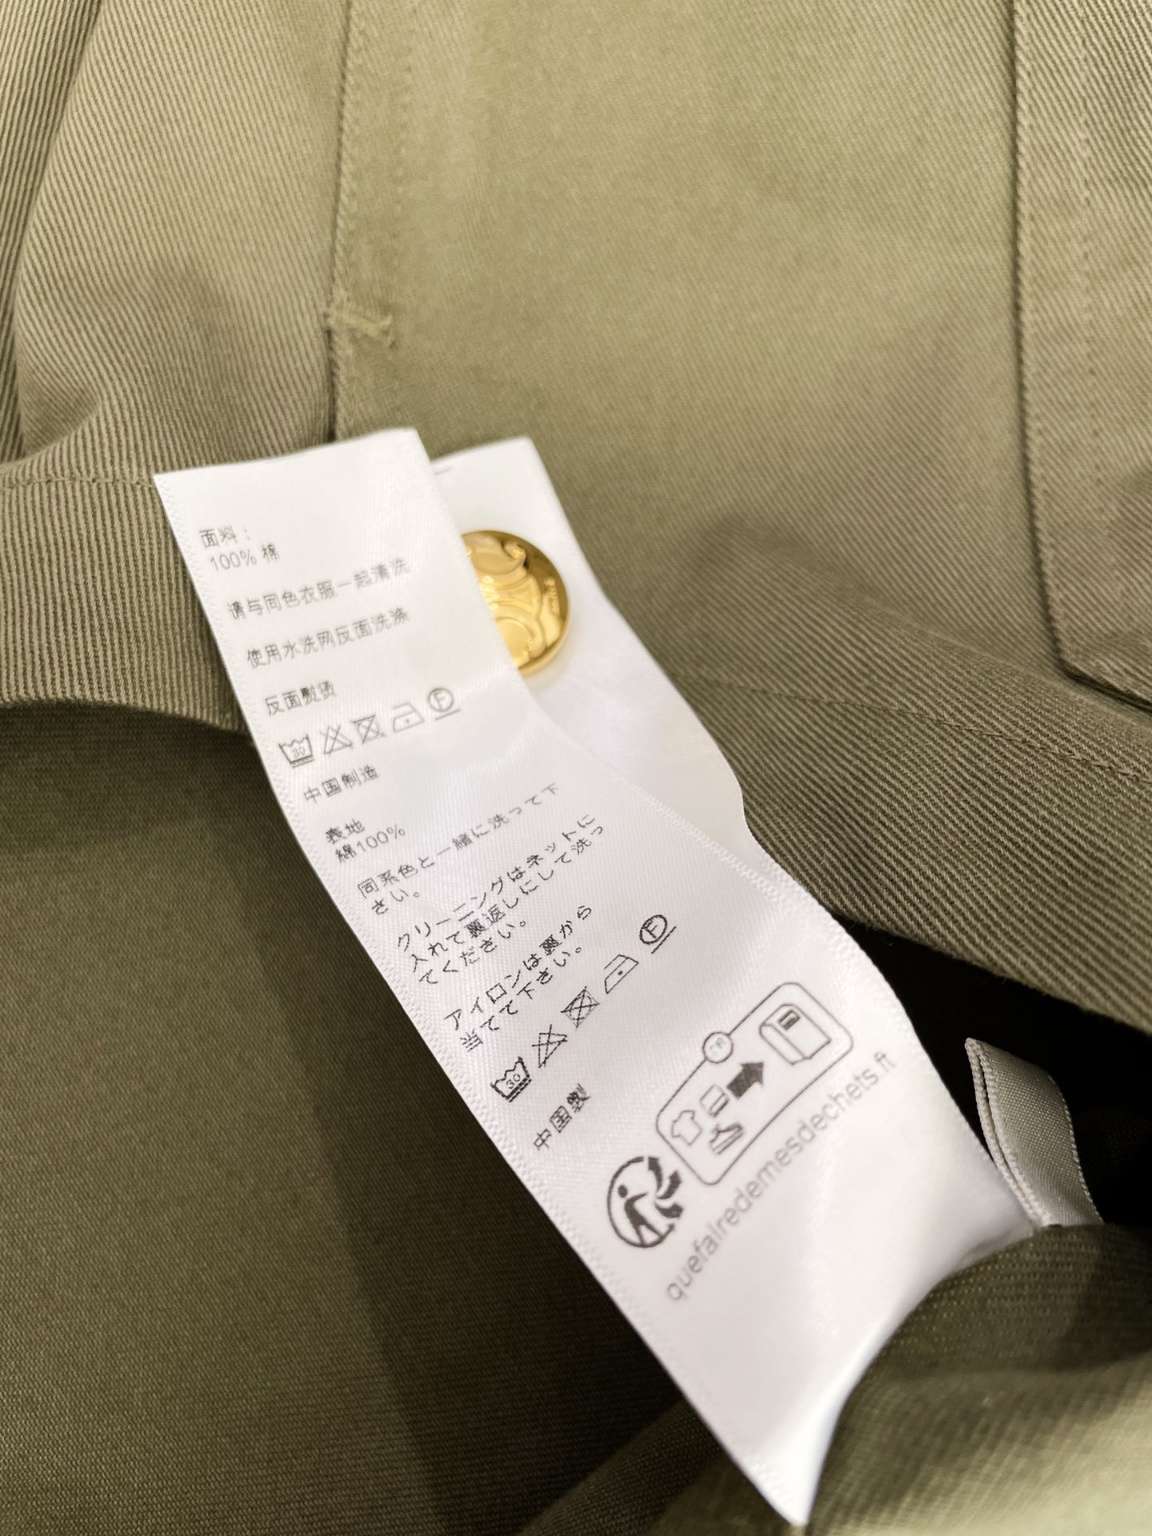 面料：
100% 棉
请与同色衣服一起清洗
使用水洗网反面洗涤
反面熨烫
30
F
中国制造
表地
綿100%
同系色と一緒に洗って下
さい。
クリーニングはネットに
入れて裏返しにして洗っ
てください。
アイロンは裏から
当てて下さい。
30
F
中国製
FR
quefairedemesdechets.fr